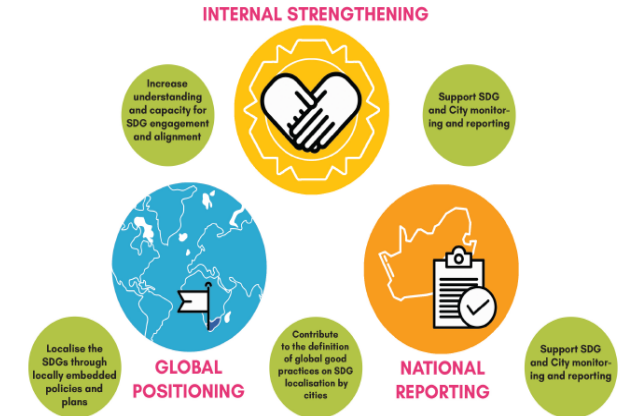 INTERNAL STRENGTHENING
Increase
understanding
and capacity for
SDG engagement
and alignment
Support SDG
and City monitor-
ing and reporting
Localise the
SDGs through
locally embedded
policies and
plans
GLOBAL
POSITIONING
Contribute
to the definition
of global good
practices on SDG
localisation by
cities
NATIONAL
REPORTING
Support SDG
and City monitor-
ing and reporting